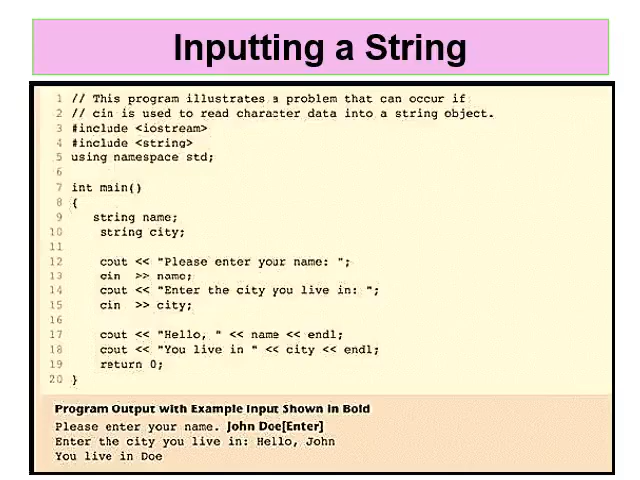 Inputting a String
1 // This program illustrates a problem that can occur if
2 // cin is used to read character data into a string object.
3 #include <iostream>
4 #include <string>
5 using namespace std;
6
7 int main()
8 {
9 string name;
10 string city;
11
12 cout << "Please enter your name: ";
13 cin >> name;
14 cout << "Enter the city you live in: ";
15 cin >> city;
16
17 cout << "Hello, " << name << endl;
18 cout << "You live in " << city << endl;
19 return 0;
20 }
Program Output with Example Input Shown in Bold
Please enter your name. John Doe[Enter]
Enter the city you live in: Hello, John
You live in Doe